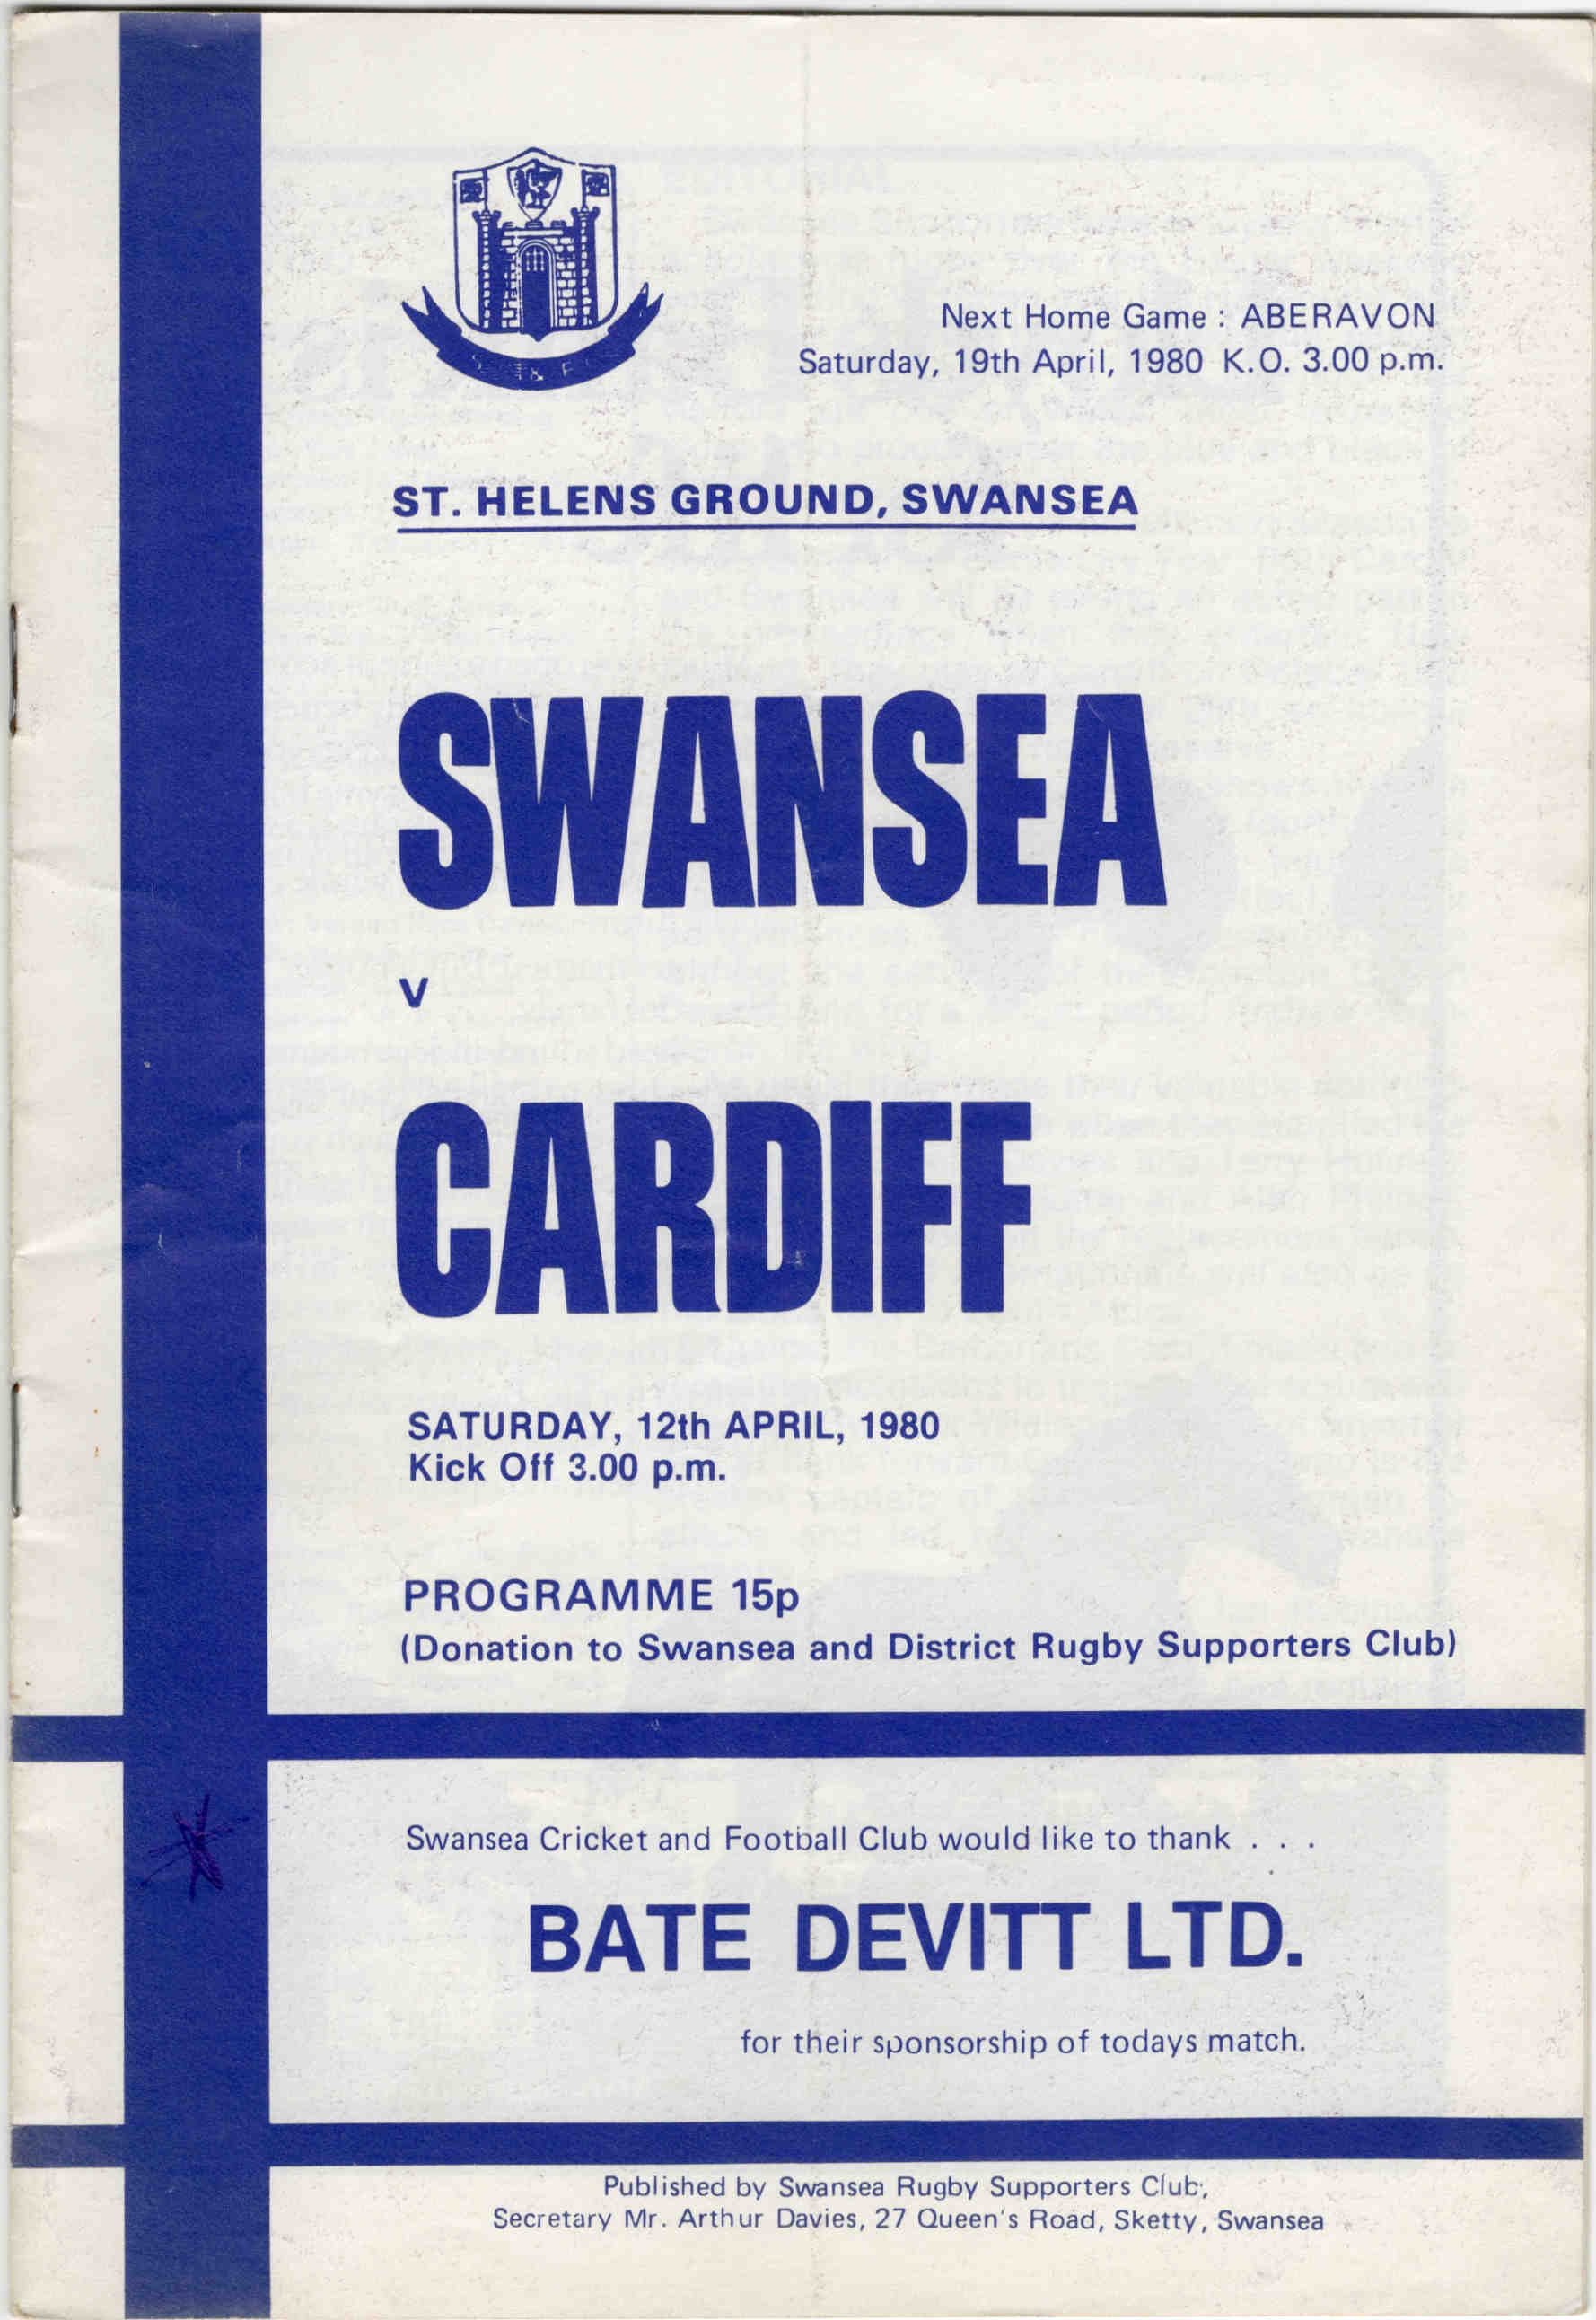 Next Home Game : ABERAVON
Saturday, 19th April, 1980 K.O. 3.00 p.m.
ST. HELENS GROUND, SWANSEA
SWANSEA
v
CARDIFF
SATURDAY, 12th APRIL, 1980
Kick Off 3.00 p.m.
PROGRAMME 15p
(Donation to Swansea and District Rugby Supporters Club)
Swansea Cricket and Football Club would like to thank . . .
BATE DEVITT LTD.
for their sponsorship of todays match.
Published by Swansea Rugby Supporters Club,
Secretary Mr. Arthur Davies, 27 Queen's Road, Sketty, Swansea